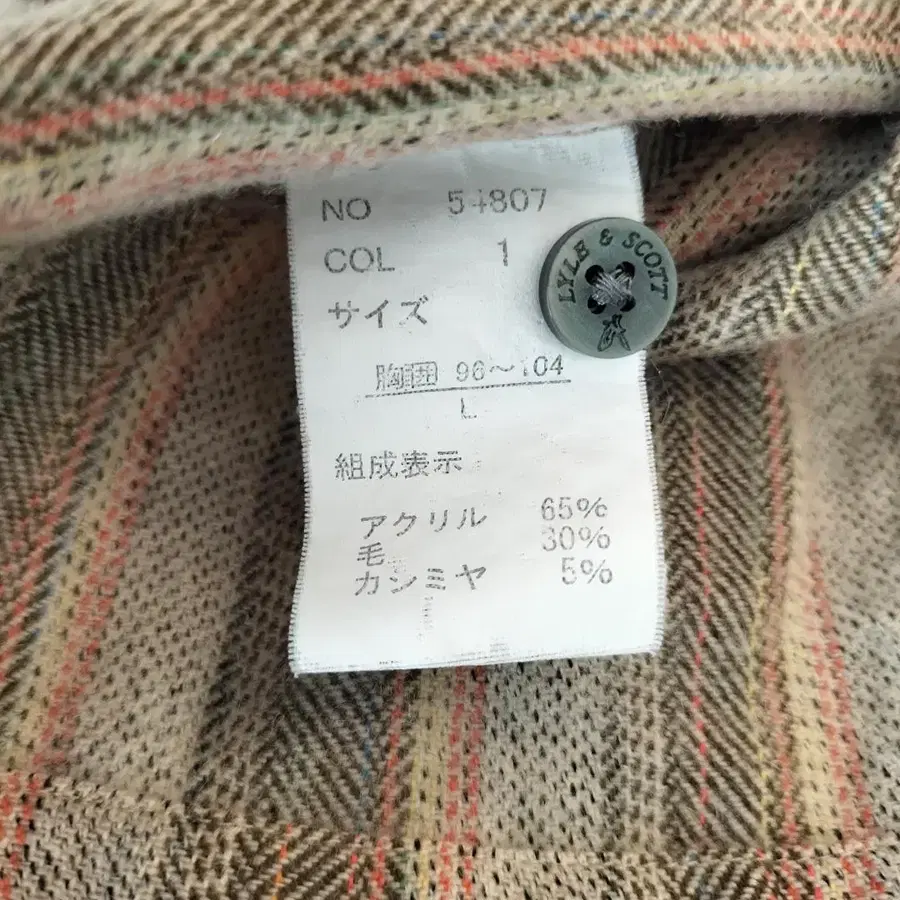 NO 54807
COL 1
サイズ
胸囲 96〜104
L
組成表示
アクリル 65%
毛 30%
カシミヤ 5%
LYLE & SCOTT